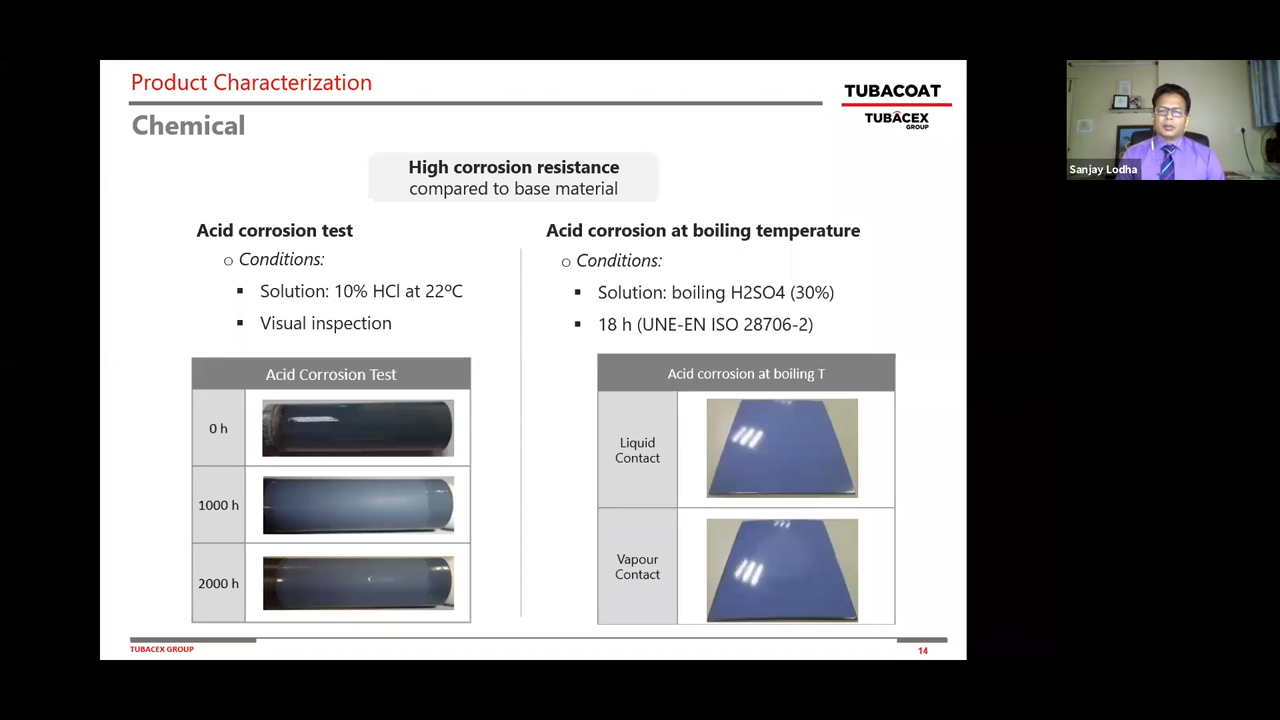 Product Characterization
TUBACOAT
TUBACEX
GROUP
Chemical
High corrosion resistance
compared to base material
Acid corrosion test
o Conditions:
▪ Solution: 10% HCl at 22ºC
▪ Visual inspection
Acid Corrosion Test
0 h
1000 h
2000 h
Acid corrosion at boiling temperature
o Conditions:
▪ Solution: boiling H2SO4 (30%)
▪ 18 h (UNE-EN ISO 28706-2)
Acid corrosion at boiling T
Liquid
Contact
Vapour
Contact
TUBACEX GROUP
14
Sanjay Lodha